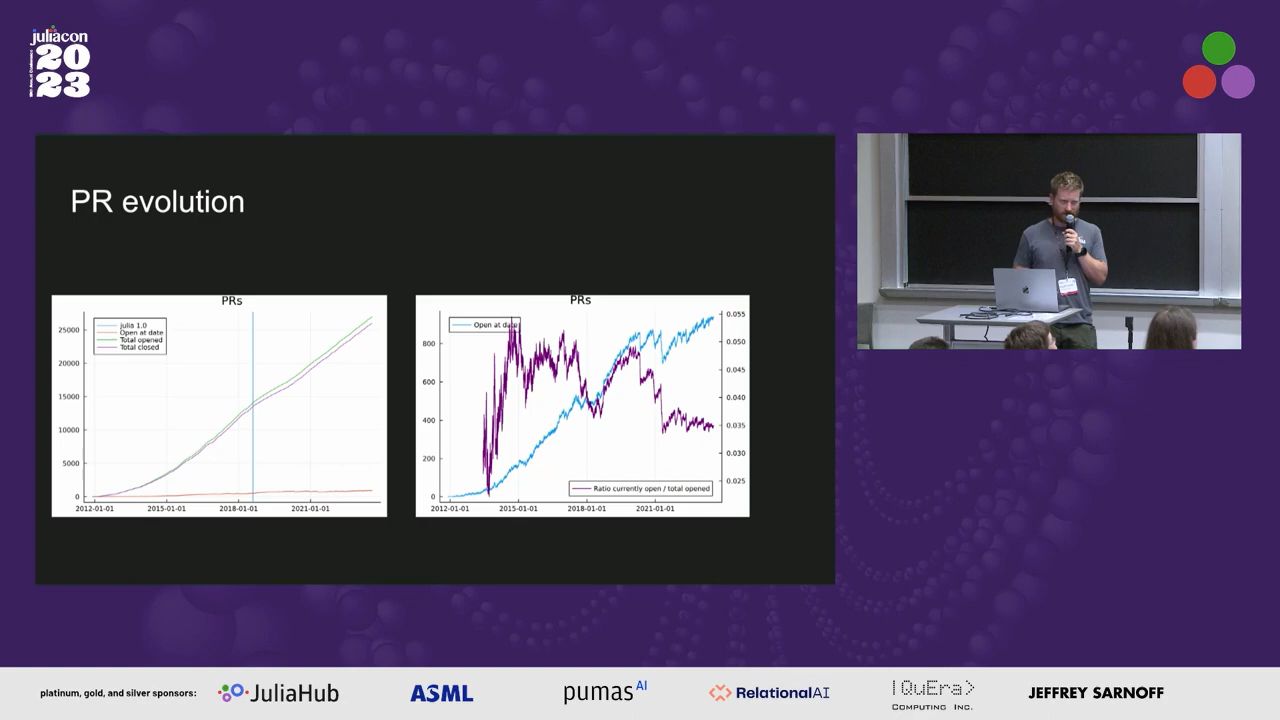 juliacon
20
23
PR evolution
PRs
25000
20000
15000
10000
5000
0
julia 1.0
Open at date
Total opened
Total closed
2012-01-01
2015-01-01
2018-01-01
2021-01-01
PRs
Open at date
800
600
400
200
0
0.055
0.050
0.045
0.040
0.035
0.030
0.025
Ratio currently open / total opened
2012-01-01
2015-01-01
2018-01-01
2021-01-01
platinum, gold, and silver sponsors:
JuliaHub
ASML
pumasAI
RelationalAI
|QuEra>
COMPUTING INC.
JEFFREY SARNOFF